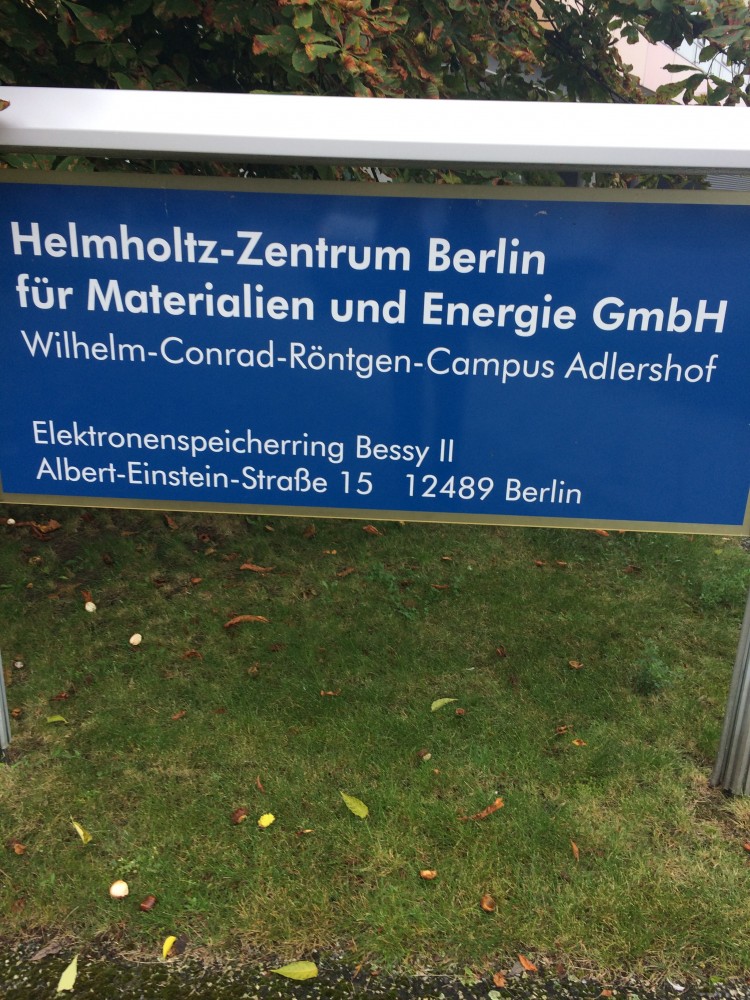 Helmholtz-Zentrum Berlin
für Materialien und Energie GmbH
Wilhelm-Conrad-Röntgen-Campus Adlershof
Elektronenspeicherring Bessy II
Albert-Einstein-Straße 15 12489 Berlin